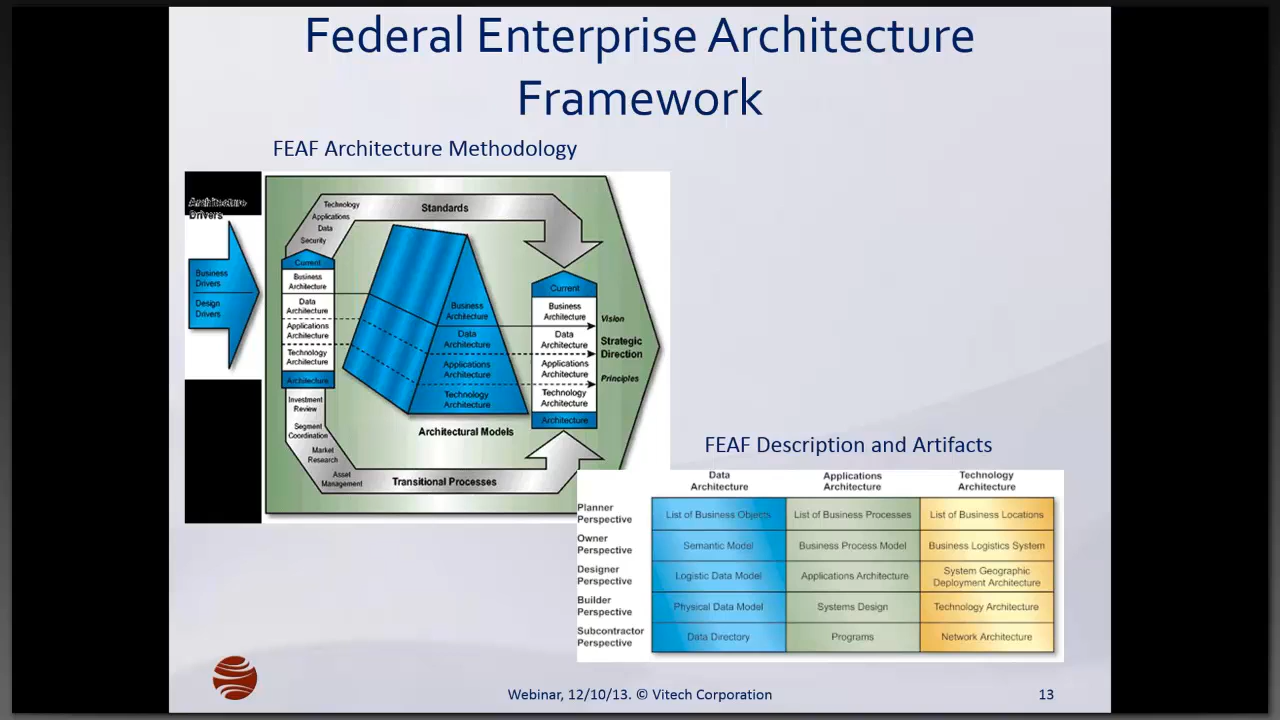 Federal Enterprise Architecture
Framework
FEAF Architecture Methodology
Architecture
Drivers
Business
Drivers
Design
Drivers
Technology
Applications
Data
Security
Standards
Current
Business
Architecture
Data
Architecture
Applications
Architecture
Technology
Architecture
Architecture
Investment
Review
Segment
Coordination
Market
Research
Asset
Management
Business
Architecture
Data
Architecture
Applications
Architecture
Technology
Architecture
Architectural Models
Transitional Processes
Current
Business
Architecture
Data
Architecture
Applications
Architecture
Technology
Architecture
Architecture
Vision
Strategic
Direction
Principles
FEAF Description and Artifacts
Data
Architecture
Applications
Architecture
Technology
Architecture
Planner
Perspective
List of Business Objects
List of Business Processes
List of Business Locations
Owner
Perspective
Semantic Model
Business Process Model
Business Logistics System
Designer
Perspective
Logistic Data Model
Applications Architecture
System Geographic
Deployment Architecture
Builder
Perspective
Physical Data Model
Systems Design
Technology Architecture
Subcontractor
Perspective
Data Directory
Programs
Network Architecture
Webinar, 12/10/13. © Vitech Corporation
13